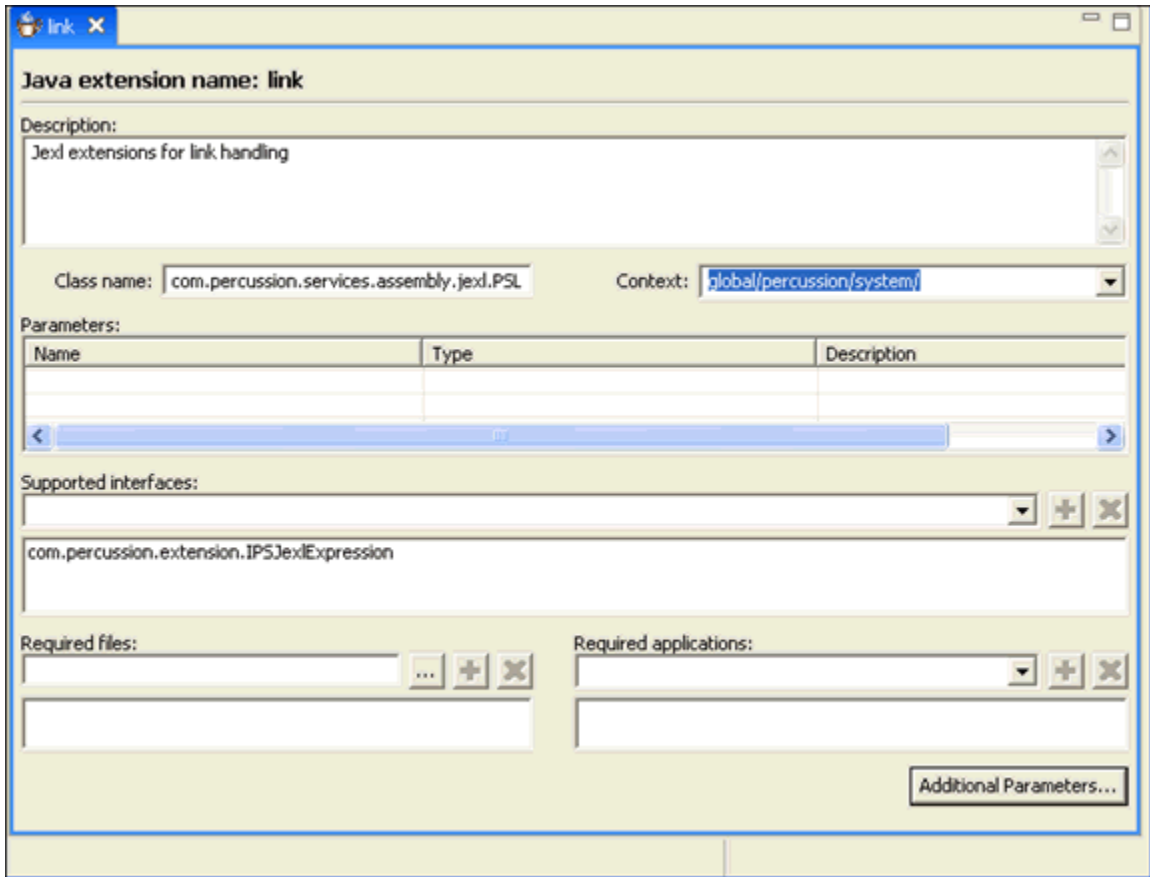 link
Java extension name: link
Description:
Jexl extensions for link handling
Class name: com.percussion.services.assembly.jexl.PSL Context: global/percussion/system/
Parameters:
Name Type Description
Supported interfaces:
com.percussion.extension.IPSJexlExpression
Required files: Required applications:
...
Additional Parameters...